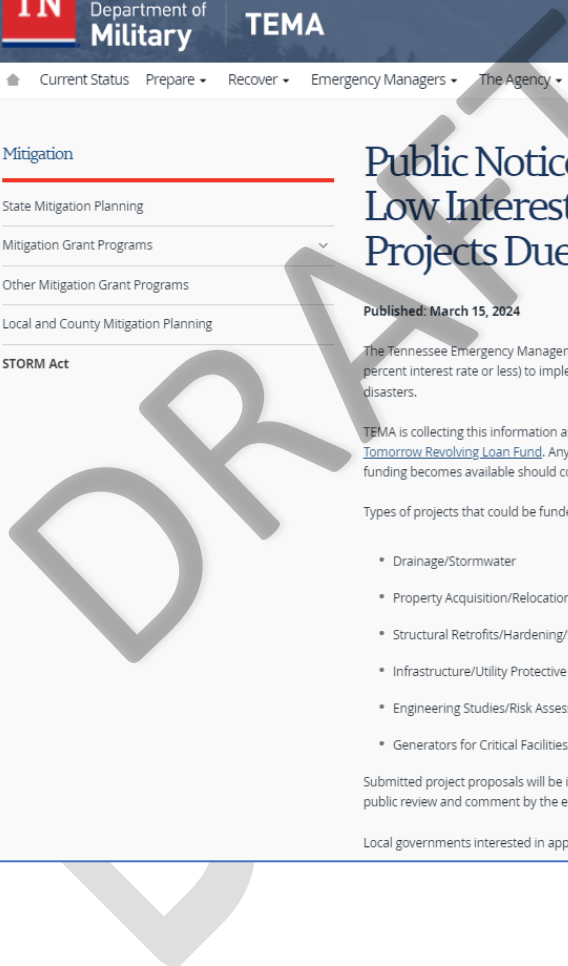 TN
Department of
Military
TEMA
Current Status Prepare Recover Emergency Managers The Agency
Mitigation
State Mitigation Planning
Mitigation Grant Programs
Other Mitigation Grant Programs
Local and County Mitigation Planning
STORM Act
Public Notice
Low Interest
Projects Due
Published: March 15, 2024
The Tennessee Emergency Managem
percent interest rate or less) to imple
disasters.
TEMA is collecting this information as
Tomorrow Revolving Loan Fund. Any
funding becomes available should co
Types of projects that could be funde
• Drainage/Stormwater
• Property Acquisition/Relocation
• Structural Retrofits/Hardening/
• Infrastructure/Utility Protective
• Engineering Studies/Risk Assess
• Generators for Critical Facilities
Submitted project proposals will be i
public review and comment by the e
Local governments interested in app
DRAFT